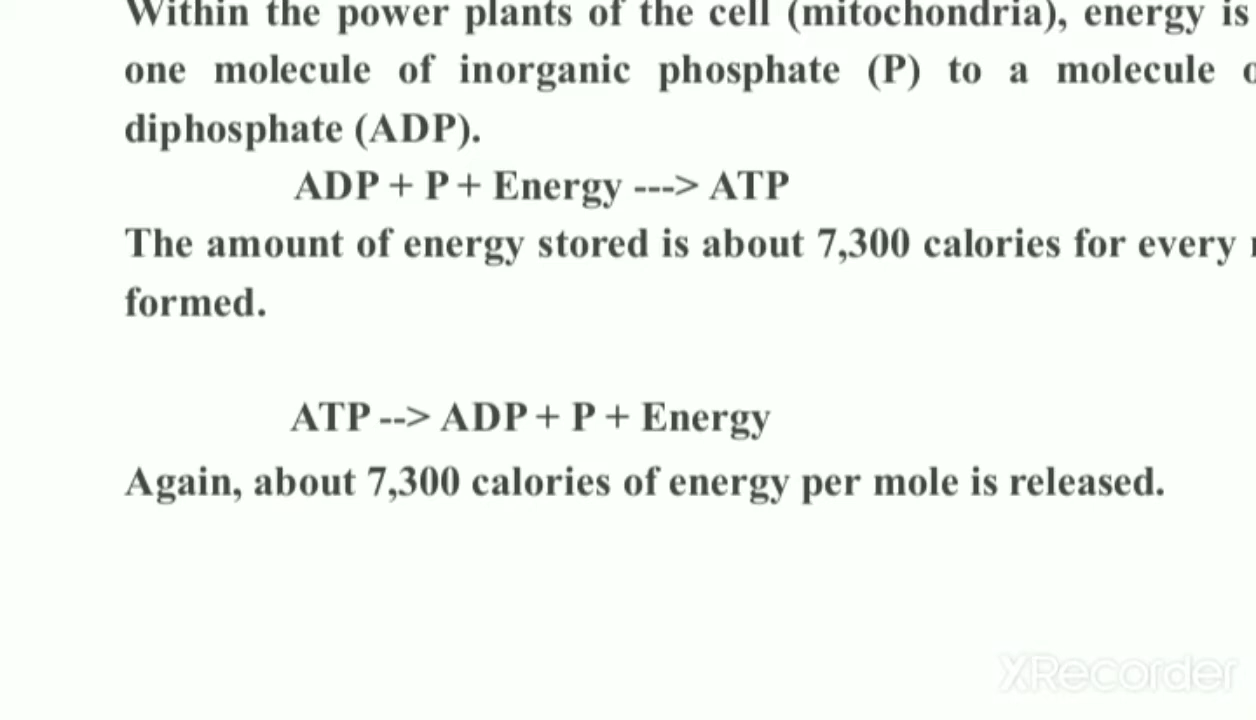 Within the power plants of the cell (mitochondria), energy is
one molecule of inorganic phosphate (P) to a molecule
diphosphate (ADP).
ADP + P + Energy ---> ATP
The amount of energy stored is about 7,300 calories for every
formed.
ATP --> ADP + P + Energy
Again, about 7,300 calories of energy per mole is released.
XRecorder